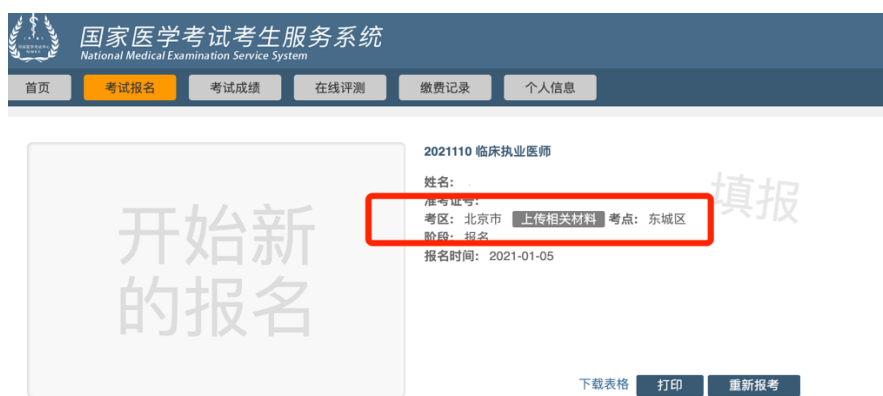 国家医学考试考生服务系统
National Medical Examination Service System
首页 考试报名 考试成绩 在线评测 缴费记录 个人信息
开始新
的报名
2021110 临床执业医师
姓名：
准考证号：
考区： 北京市 上传相关材料 考点： 东城区
阶段： 报名
报名时间： 2021-01-05
填报
下载表格 打印 重新报考